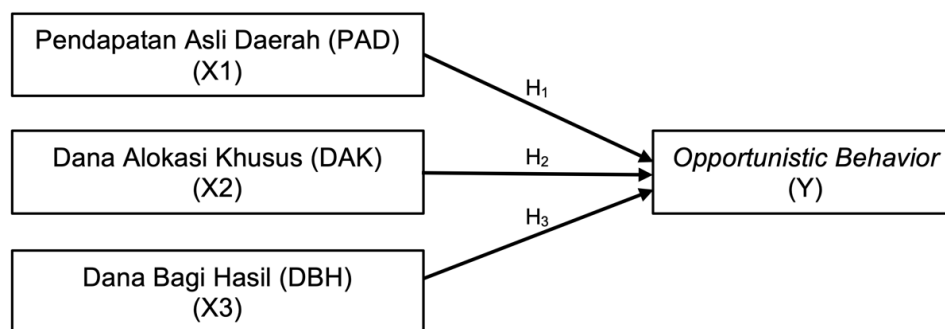 Pendapatan Asli Daerah (PAD)
(X1)
H₁
Dana Alokasi Khusus (DAK)
(X2)
H₂
Opportunistic Behavior
(Y)
H₃
Dana Bagi Hasil (DBH)
(X3)